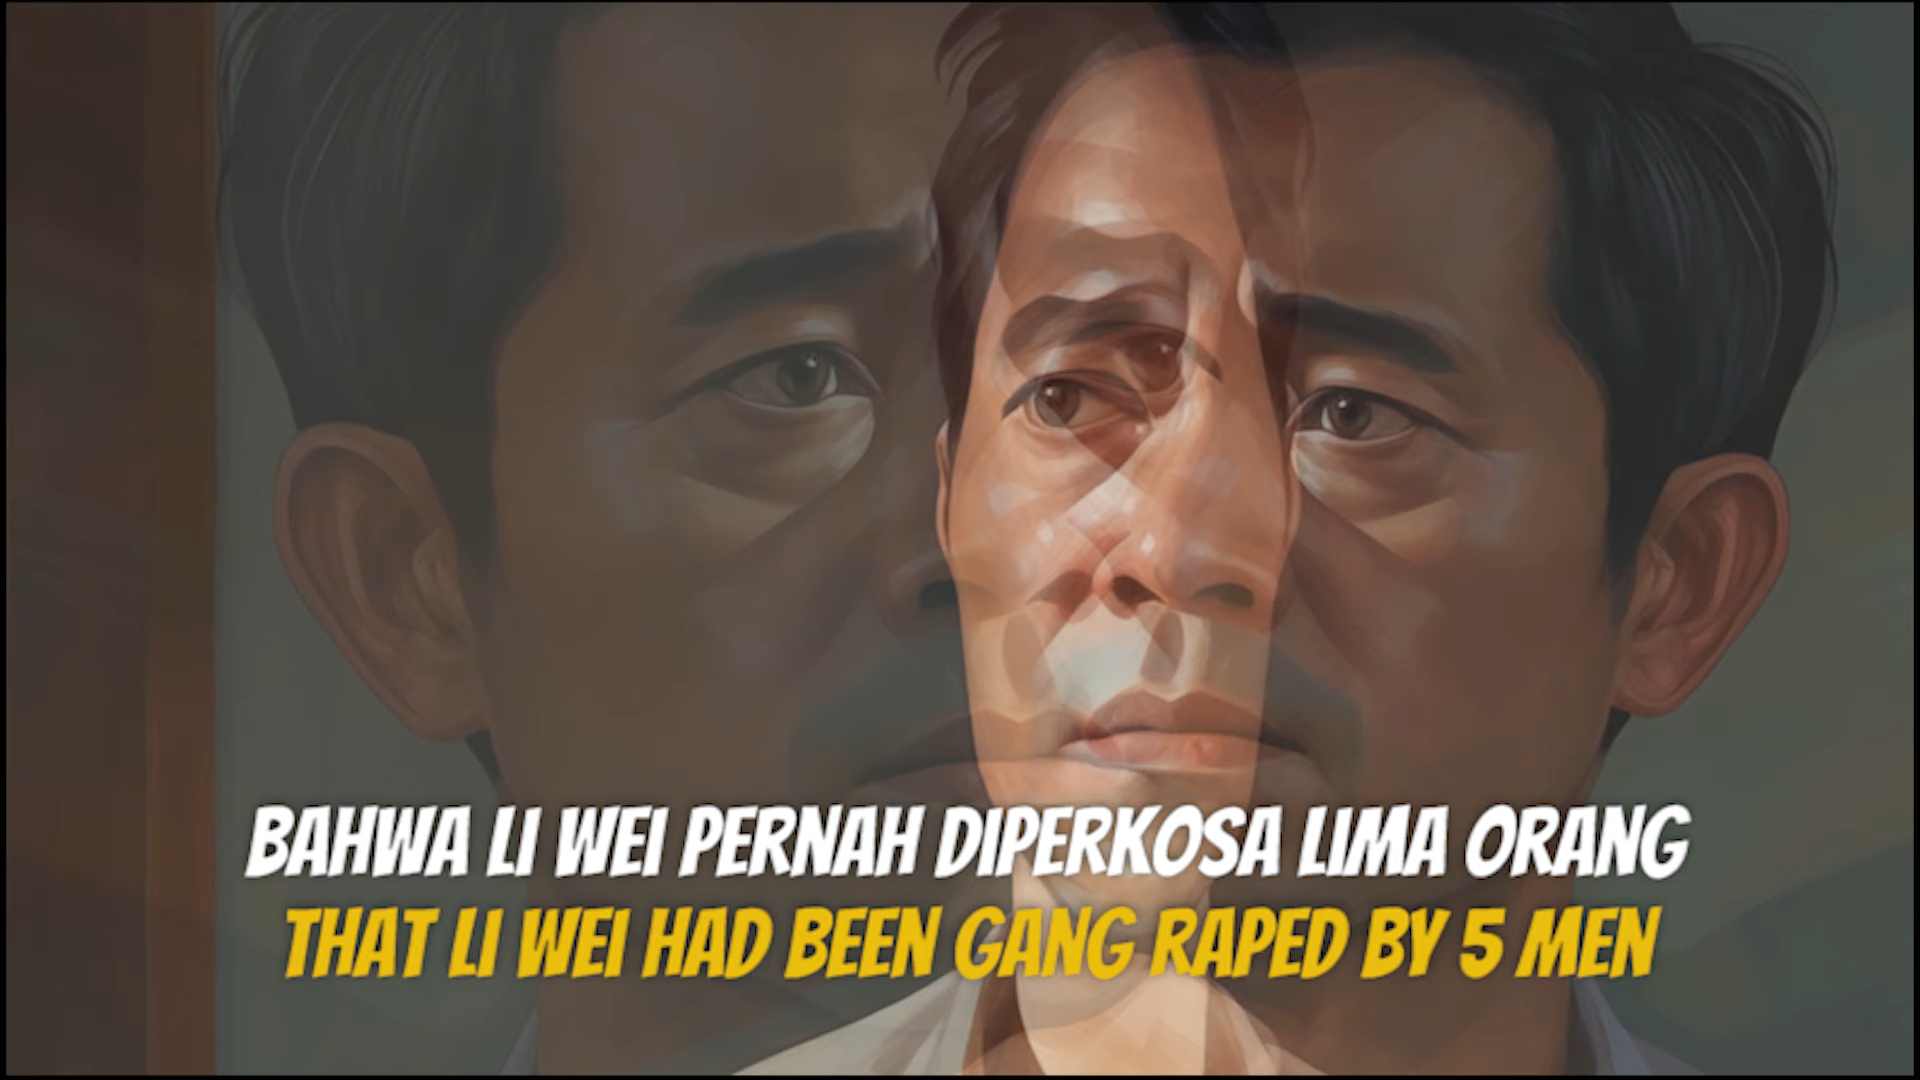 BAHWA LI WEI PERNAH DIPERKOSA LIMA ORANG
THAT LI WEI HAD BEEN GANG RAPED BY 5 MEN